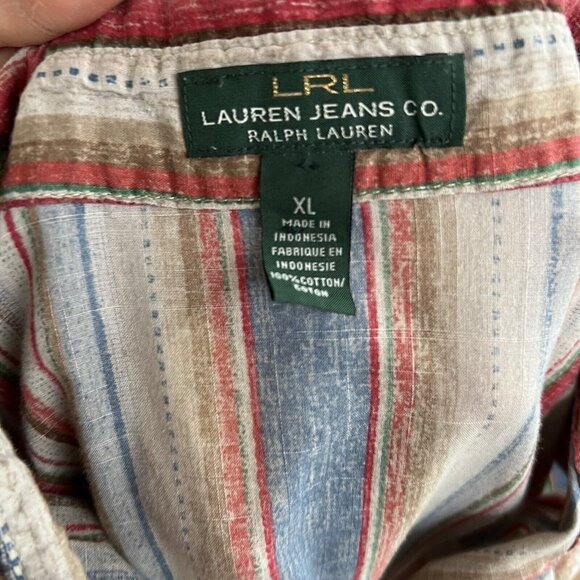 LRL
LAUREN JEANS CO.
RALPH LAUREN
XL
MADE IN
INDONESIA
FABRIQUE EN
INDONESIE
100% COTTON/
COTON